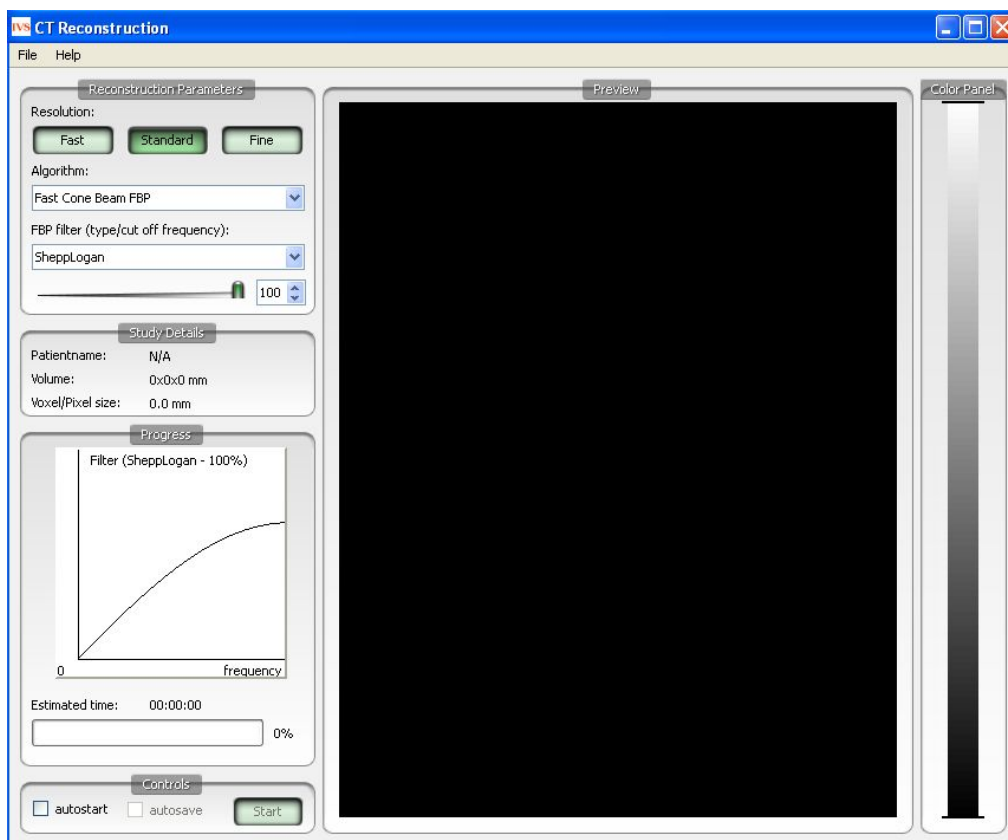 IVS CT Reconstruction
File Help
Reconstruction Parameters
Resolution:
Fast Standard Fine
Algorithm:
Fast Cone Beam FBP
FBP filter (type/cut off frequency):
SheppLogan
100
Study Details
Patientname: N/A
Volume: 0x0x0 mm
Voxel/Pixel size: 0.0 mm
Progress
Filter (SheppLogan - 100%)
0 frequency
Estimated time: 00:00:00
0%
Controls
autostart autosave Start
Preview
Color Panel